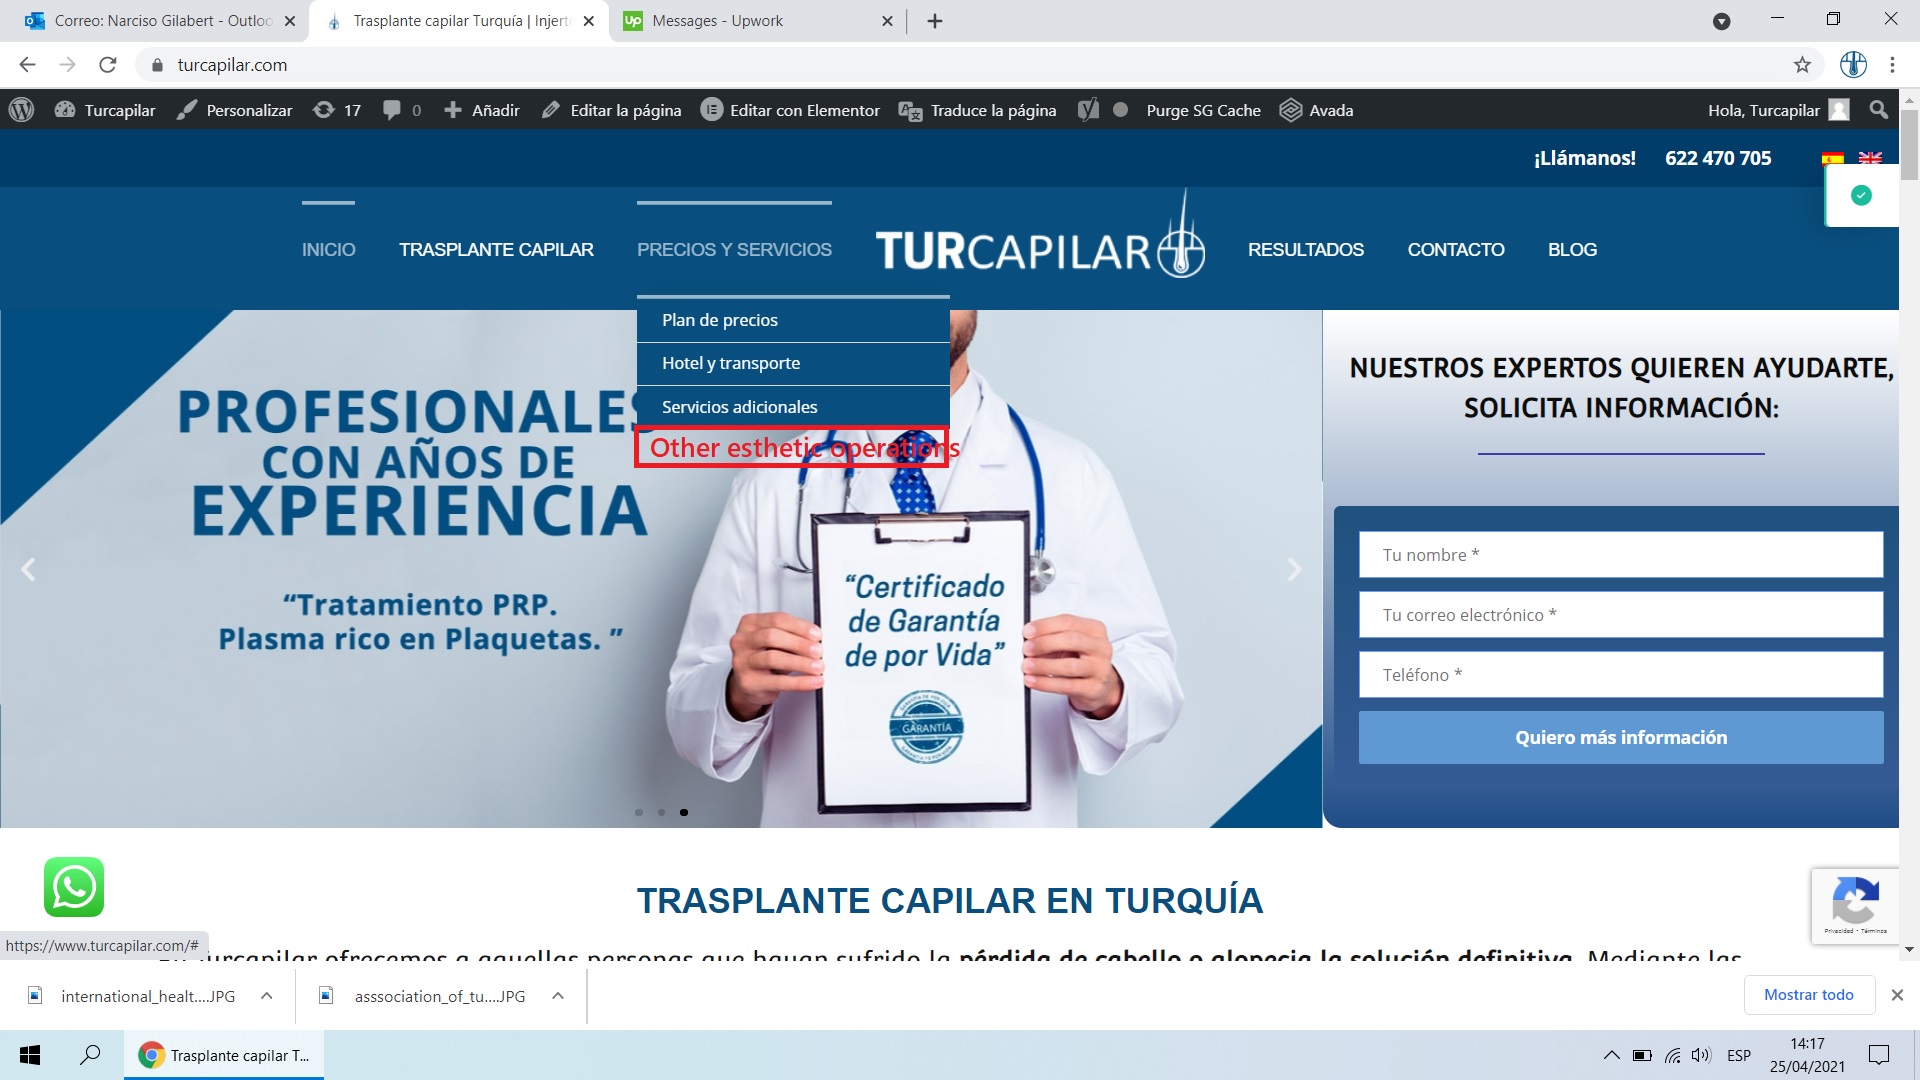 Correo: Narciso Gilabert - Outloo
Trasplante capilar Turquía | Injert
Messages - Upwork
turcapilar.com
Turcapilar
Personalizar
17
0
Añadir
Editar la página
Editar con Elementor
Traduce la página
Purge SG Cache
Avada
Hola, Turcapilar
¡Llámanos!
622 470 705
INICIO
TRASPLANTE CAPILAR
PRECIOS Y SERVICIOS
TURCAPILAR
RESULTADOS
CONTACTO
BLOG
Plan de precios
Hotel y transporte
Servicios adicionales
Other esthetic operations
PROFESIONALES
CON AÑOS DE
EXPERIENCIA
“Tratamiento PRP.
Plasma rico en Plaquetas. ”
“Certificado
de Garantía
de por Vida”
GARANTÍA
NUESTROS EXPERTOS QUIEREN AYUDARTE,
SOLICITA INFORMACIÓN:
Tu nombre *
Tu correo electrónico *
Teléfono *
Quiero más información
TRASPLANTE CAPILAR EN TURQUÍA
En Turcapilar ofrecemos a aquellas personas que hayan sufrido la pérdida de cabello o alopecia la solución definitiva. Mediante las
Privacidad - Términos
https://www.turcapilar.com/#
international_healt....JPG
asssociation_of_tu....JPG
Mostrar todo
Trasplante capilar T...
ESP
14:17
25/04/2021